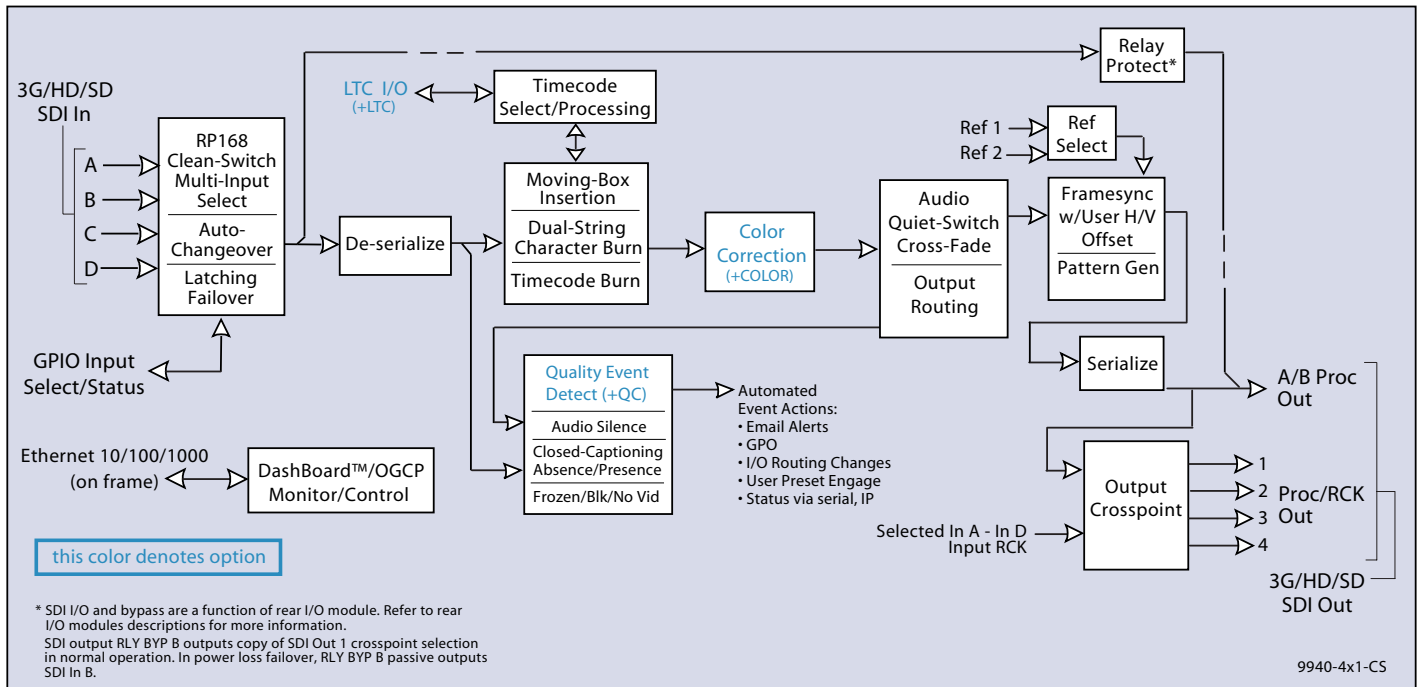 Relay
Protect*
3G/HD/SD
SDI In
LTC I/O
(+LTC)
Timecode
Select/Processing
Ref 1
Ref 2
Ref
Select
A
B
C
D
RP168
Clean-Switch
Multi-Input
Select
Auto-
Changeover
Latching
Failover
De-serialize
Moving-Box
Insertion
Dual-String
Character Burn
Timecode Burn
Color
Correction
(+COLOR)
Audio
Quiet-Switch
Cross-Fade
Output
Routing
Framesync
w/User H/V
Offset
Pattern Gen
GPIO Input
Select/Status
Serialize
A/B Proc
Out
Quality Event
Detect (+QC)
Audio Silence
Closed-Captioning
Absence/Presence
Frozen/Blk/No Vid
Automated
Event Actions:
• Email Alerts
• GPO
• I/O Routing Changes
• User Preset Engage
• Status via serial, IP
Ethernet 10/100/1000
(on frame)
DashBoard™/OGCP
Monitor/Control
Selected In A - In D
Input RCK
Output
Crosspoint
1
2
3
4
Proc/RCK
Out
3G/HD/SD
SDI Out
this color denotes option
* SDI I/O and bypass are a function of rear I/O module. Refer to rear
I/O modules descriptions for more information.
SDI output RLY BYP B outputs copy of SDI Out 1 crosspoint selection
in normal operation. In power loss failover, RLY BYP B passive outputs
SDI In B.
9940-4x1-CS